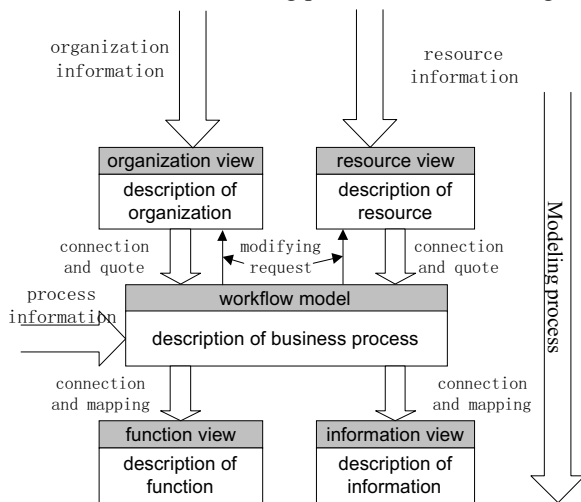 organization
information
resource
information
organization view
description of
organization
resource view
description of
resource
connection
and quote
modifying
request
connection
and quote
process
information
workflow model
description of business process
connection
and mapping
connection
and mapping
function view
description of
function
information view
description of
information
Modeling process